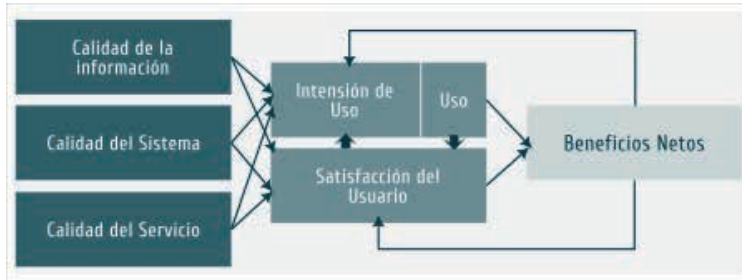 Calidad de la
información
Intensión de
Uso
Uso
Calidad del Sistema
Beneficios Netos
Satisfacción del
Usuario
Calidad del Servicio